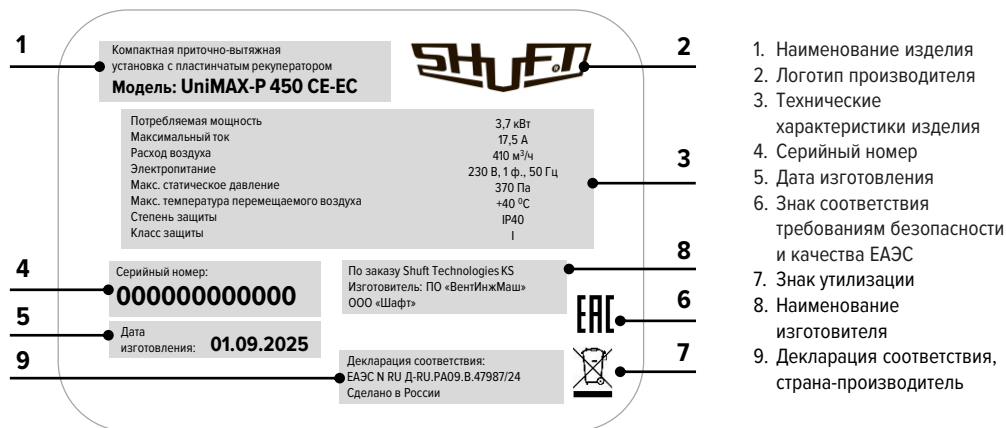 1
Компактная приточно-вытяжная
установка с пластинчатым рекуператором
Модель: UniMAX-P 450 CE-EC
SHUFT
2
Потребляемая мощность 3,7 кВт
Максимальный ток 17,5 А
Расход воздуха 410 м³/ч
Электропитание 230 В, 1 ф., 50 Гц
Макс. статическое давление 370 Па
Макс. температура перемещаемого воздуха +40 ⁰С
Степень защиты IP40
Класс защиты I
3
4
Серийный номер:
000000000000
По заказу Shuft Technologies KS
Изготовитель: ПО «ВентИнжМаш»
ООО «Шафт»
8
5
Дата
изготовления: 01.09.2025
EAC
6
9
Декларация соответствия:
ЕАЭС N RU Д-RU.РА09.В.47987/24
Сделано в России
7
1. Наименование изделия
2. Логотип производителя
3. Технические
характеристики изделия
4. Серийный номер
5. Дата изготовления
6. Знак соответствия
требованиям безопасности
и качества ЕАЭС
7. Знак утилизации
8. Наименование
изготовителя
9. Декларация соответствия,
страна-производитель